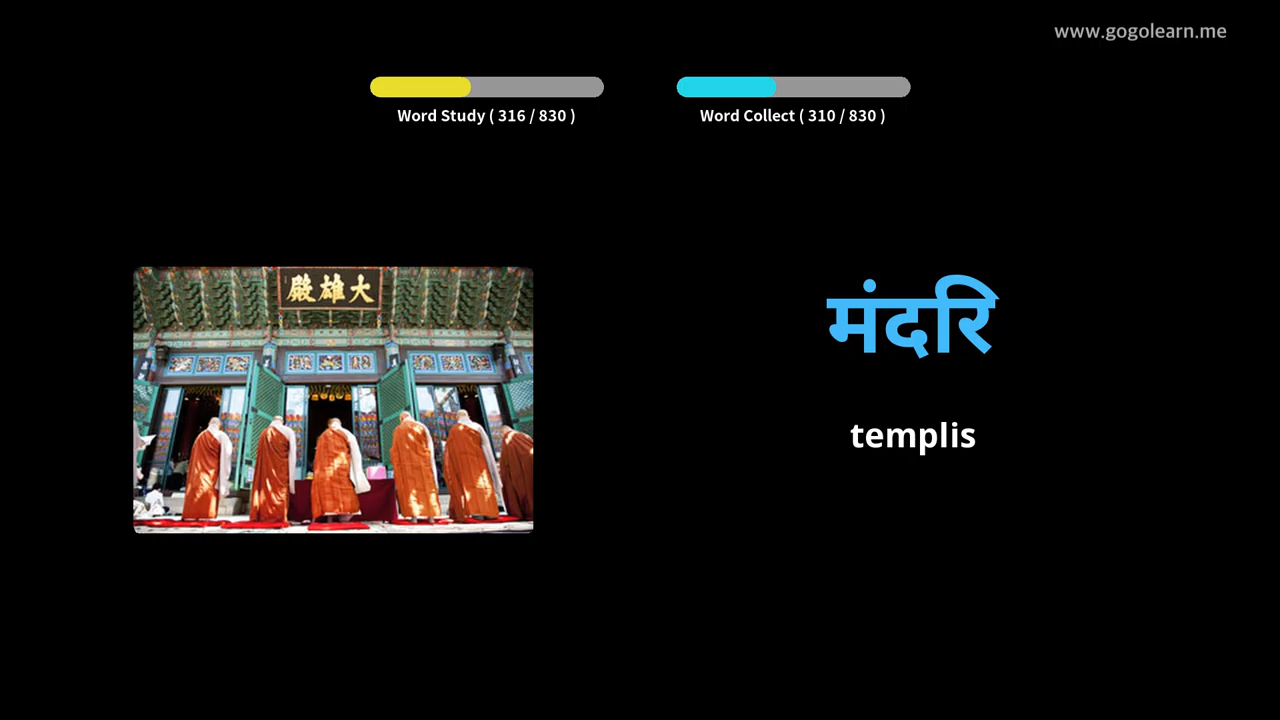 www.gogolearn.me
Word Study ( 316 / 830 )
Word Collect ( 310 / 830 )
大雄殿
मंदरि
templis